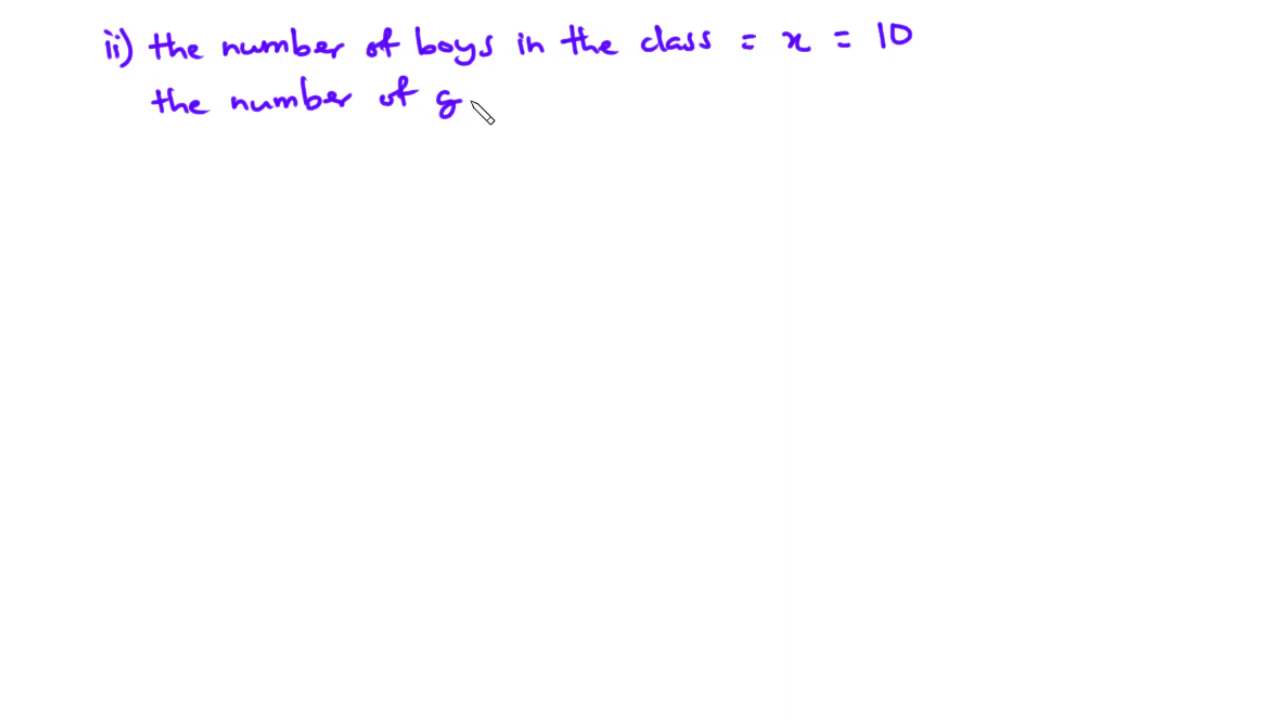 ii) the number of boys in the class = x = 10
the number of g